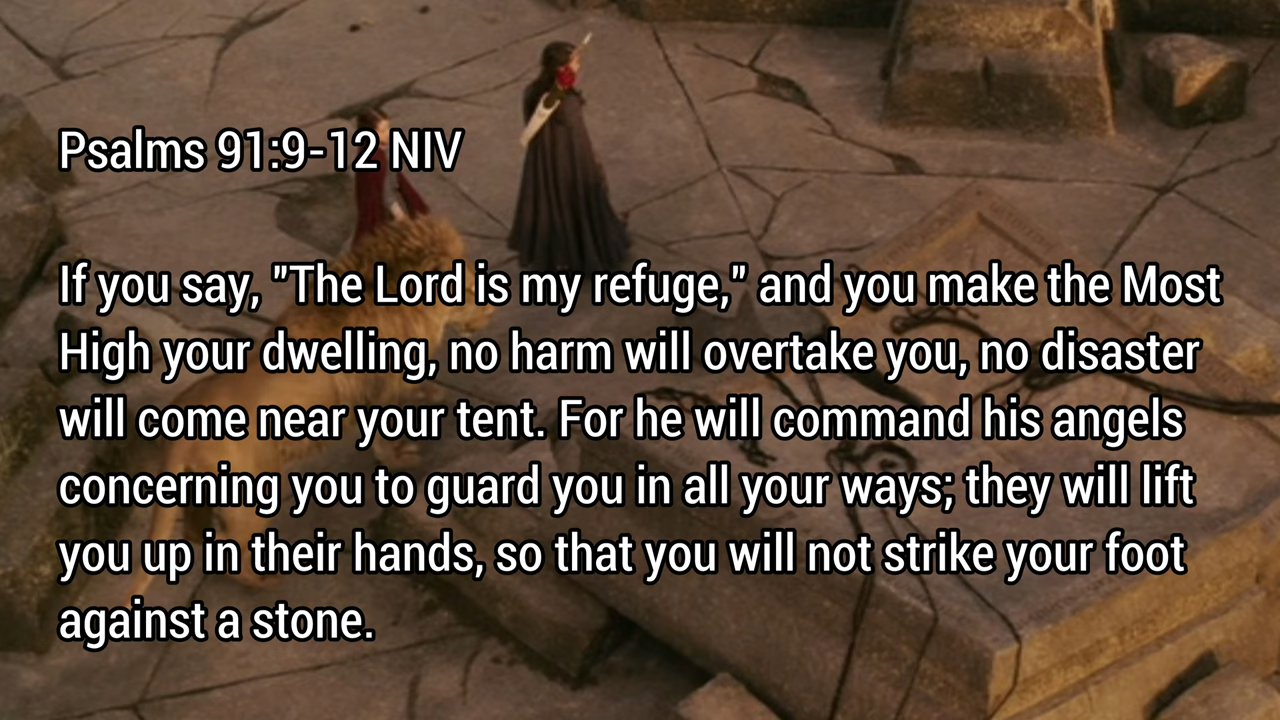 Psalms 91:9-12 NIV
If you say, "The Lord is my refuge," and you make the Most
High your dwelling, no harm will overtake you, no disaster
will come near your tent. For he will command his angels
concerning you to guard you in all your ways; they will lift
you up in their hands, so that you will not strike your foot
against a stone.